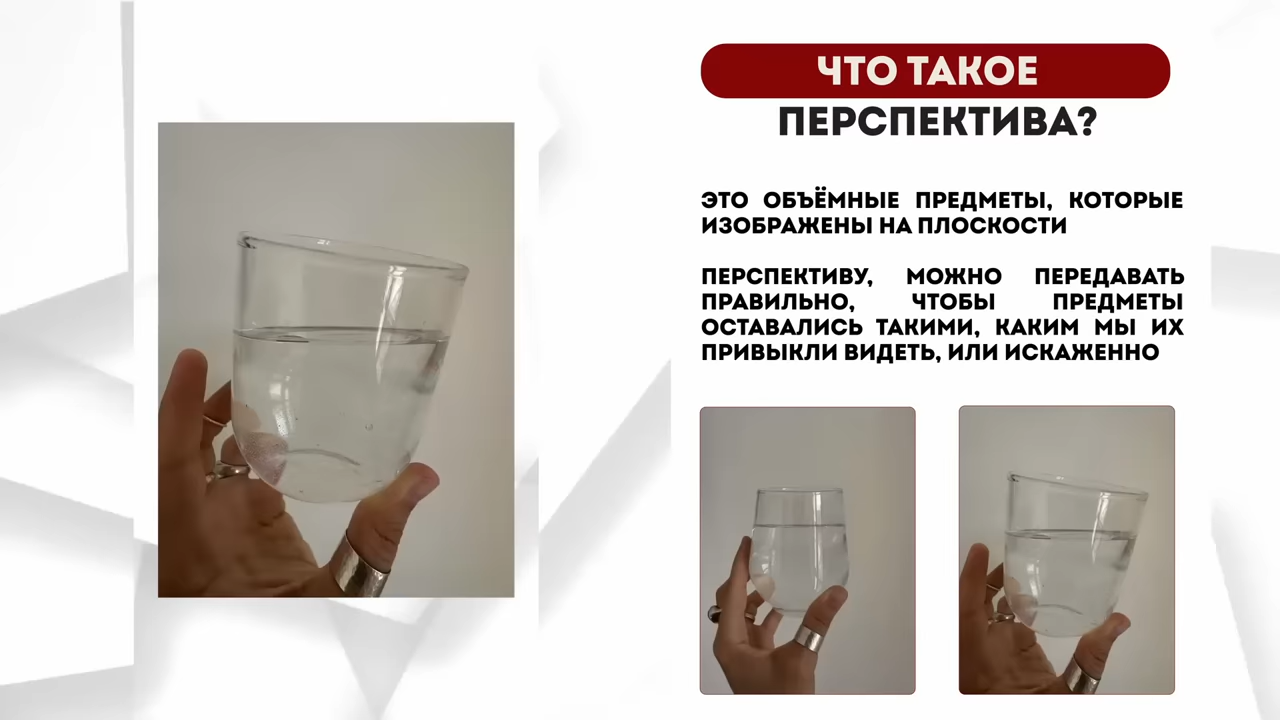 ЧТО ТАКОЕ
ПЕРСПЕКТИВА?
ЭТО ОБЪЁМНЫЕ ПРЕДМЕТЫ, КОТОРЫЕ
ИЗОБРАЖЕНЫ НА ПЛОСКОСТИ
ПЕРСПЕКТИВУ, МОЖНО ПЕРЕДАВАТЬ
ПРАВИЛЬНО, ЧТОБЫ ПРЕДМЕТЫ
ОСТАВАЛИСЬ ТАКИМИ, КАКИМ МЫ ИХ
ПРИВЫКЛИ ВИДЕТЬ, ИЛИ ИСКАЖЕННО